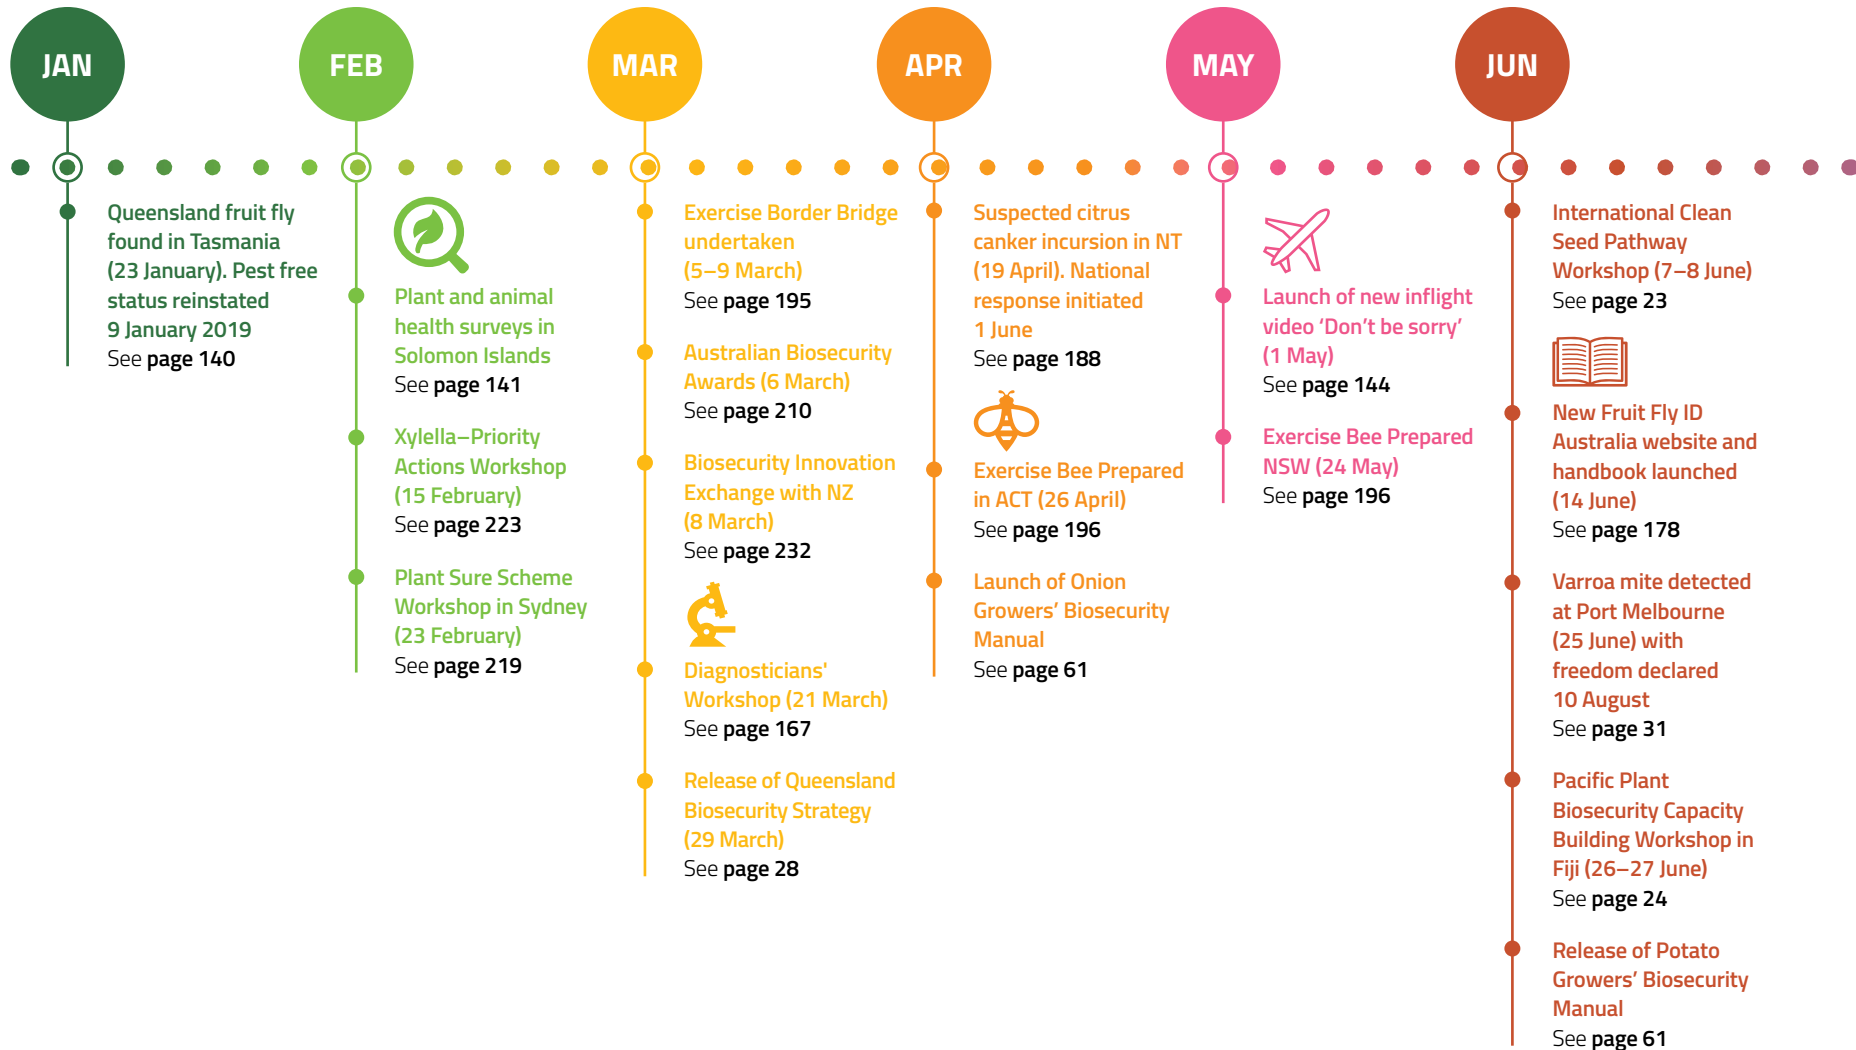 JAN
Queensland fruit fly
found in Tasmania
(23 January). Pest free
status reinstated
9 January 2019
See page 140
FEB
Plant and animal
health surveys in
Solomon Islands
See page 141
Xylella–Priority
Actions Workshop
(15 February)
See page 223
Plant Sure Scheme
Workshop in Sydney
(23 February)
See page 219
MAR
Exercise Border Bridge
undertaken
(5–9 March)
See page 195
Australian Biosecurity
Awards (6 March)
See page 210
Biosecurity Innovation
Exchange with NZ
(8 March)
See page 232
Diagnosticians'
Workshop (21 March)
See page 167
Release of Queensland
Biosecurity Strategy
(29 March)
See page 28
APR
Suspected citrus
canker incursion in NT
(19 April). National
response initiated
1 June
See page 188
Exercise Bee Prepared
in ACT (26 April)
See page 196
Launch of Onion
Growers’ Biosecurity
Manual
See page 61
MAY
Launch of new inflight
video ‘Don’t be sorry’
(1 May)
See page 144
Exercise Bee Prepared
NSW (24 May)
See page 196
JUN
International Clean
Seed Pathway
Workshop (7–8 June)
See page 23
New Fruit Fly ID
Australia website and
handbook launched
(14 June)
See page 178
Varroa mite detected
at Port Melbourne
(25 June) with
freedom declared
10 August
See page 31
Pacific Plant
Biosecurity Capacity
Building Workshop in
Fiji (26–27 June)
See page 24
Release of Potato
Growers’ Biosecurity
Manual
See page 61